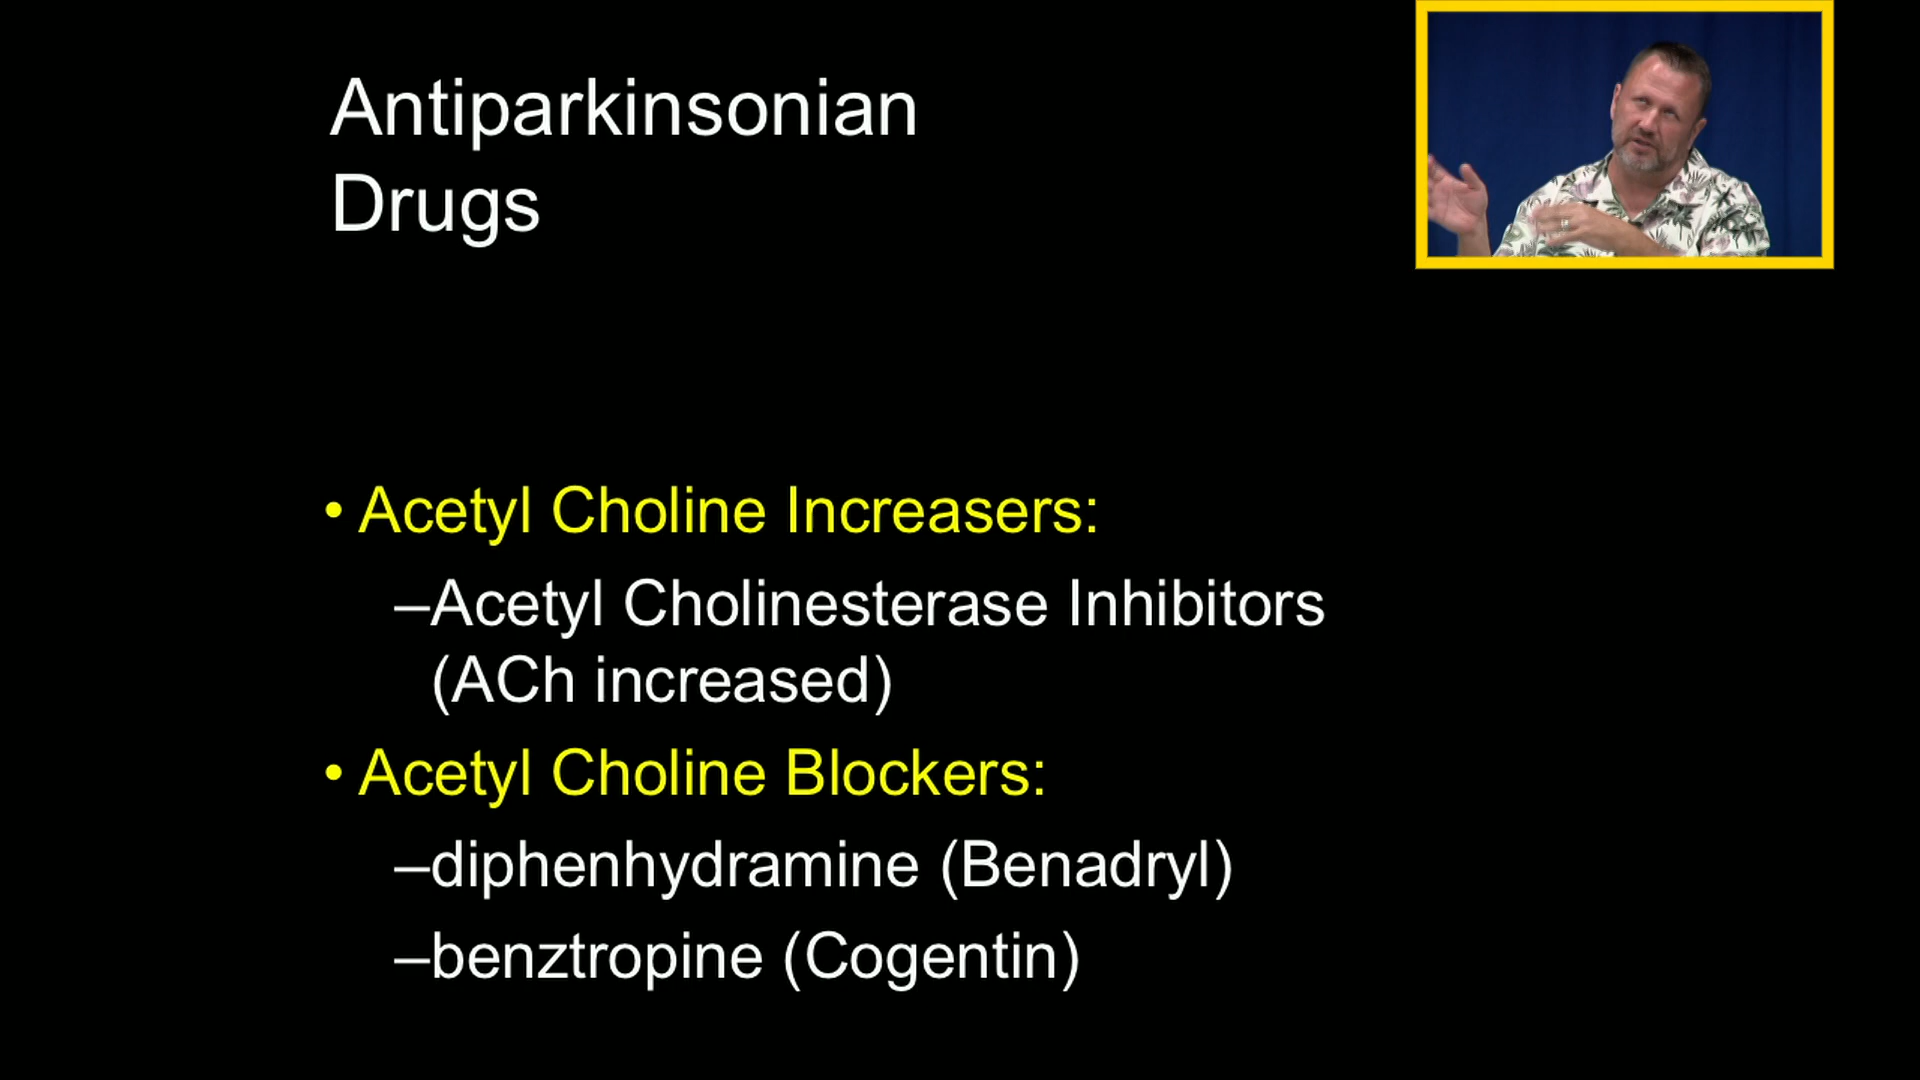 Antiparkinsonian
Drugs
• Acetyl Choline Increasers:
–Acetyl Cholinesterase Inhibitors
(ACh increased)
• Acetyl Choline Blockers:
–diphenhydramine (Benadryl)
–benztropine (Cogentin)